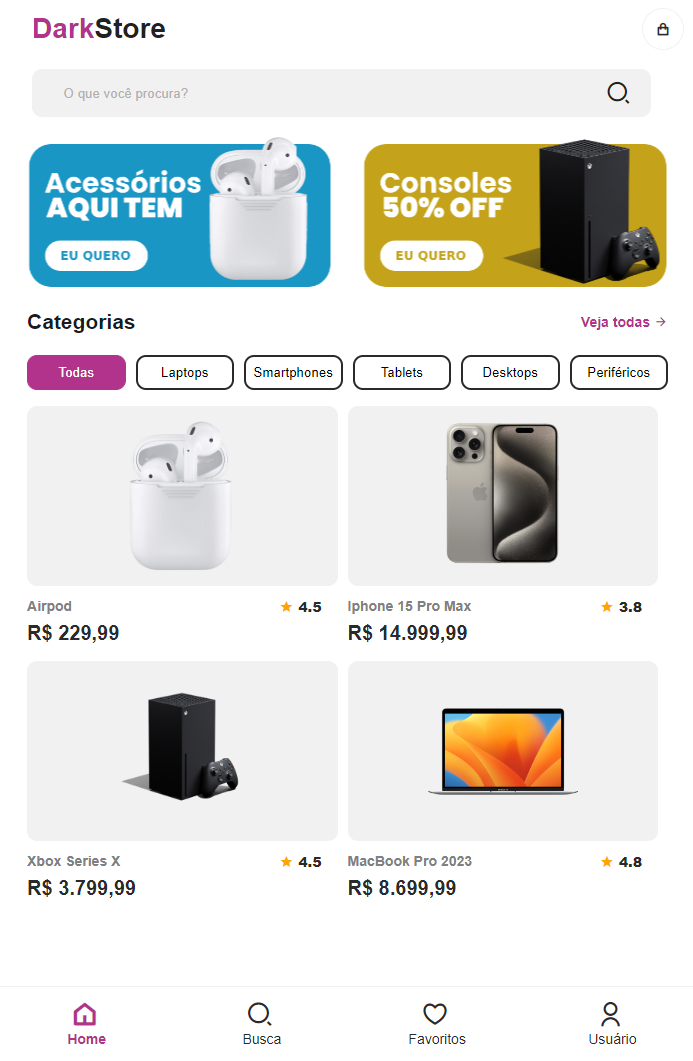 DarkStore
O que você procura?
Acessórios
AQUI TEM
EU QUERO
Consoles
50% OFF
EU QUERO
Categorias
Veja todas →
Todas
Laptops
Smartphones
Tablets
Desktops
Periféricos
Airpod
★ 4.5
R$ 229,99
Iphone 15 Pro Max
★ 3.8
R$ 14.999,99
Xbox Series X
★ 4.5
R$ 3.799,99
MacBook Pro 2023
★ 4.8
R$ 8.699,99
Home
Busca
Favoritos
Usuário